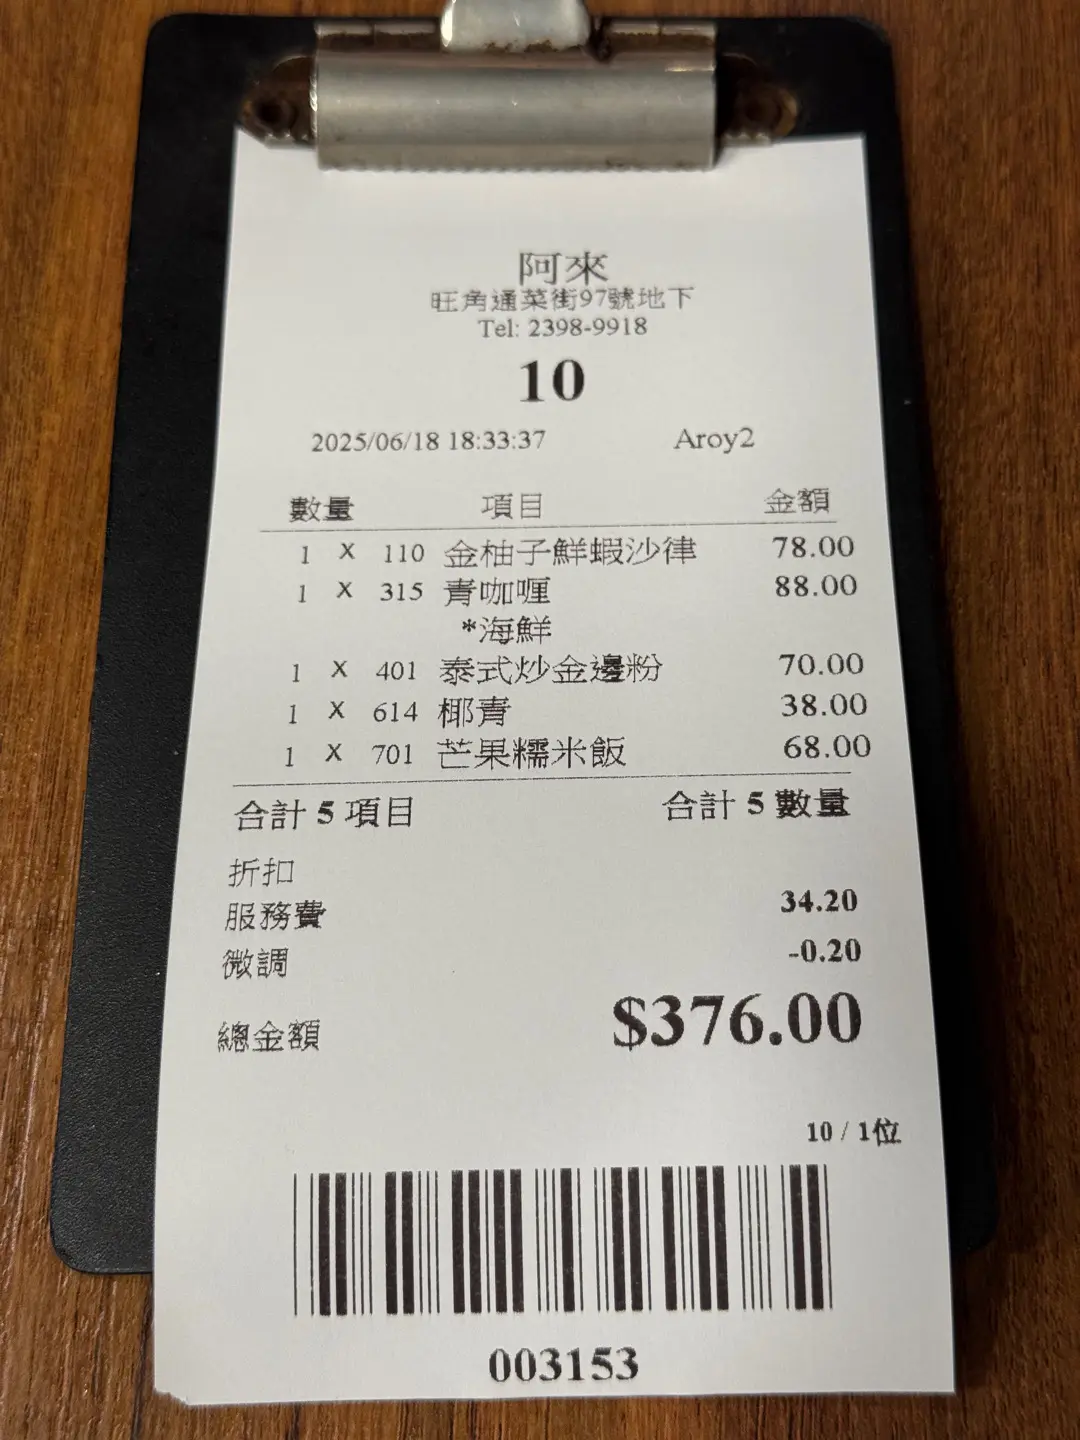 阿來
旺角通菜街97號地下
Tel: 2398-9918
10
2025/06/18 18:33:37 Aroy2
數量 項目 金額
1 X 110 金柚子鮮蝦沙律 78.00
1 X 315 青咖喱 88.00
*海鮮
1 X 401 泰式炒金邊粉 70.00
1 X 614 椰青 38.00
1 X 701 芒果糯米飯 68.00
合計 5 項目 合計 5 數量
折扣
服務費 34.20
微調 -0.20
總金額 $376.00
10 / 1位
003153